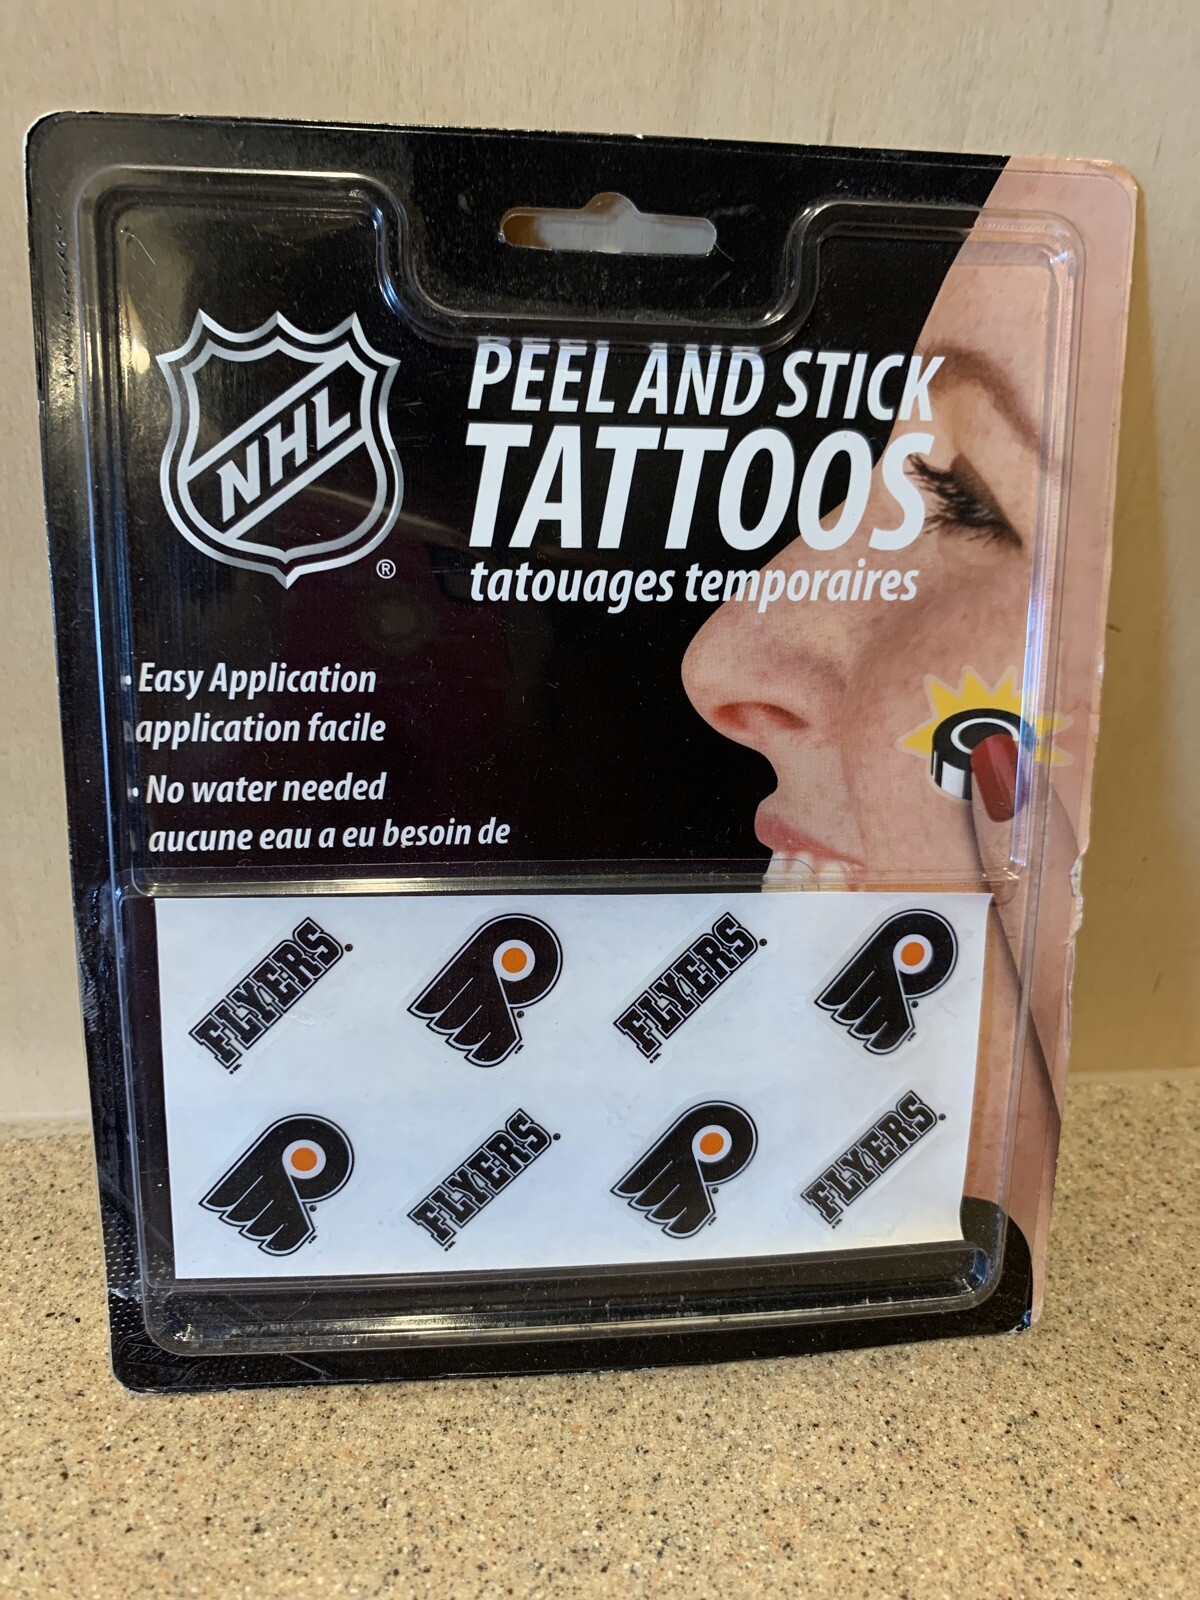 NHL
®
PEEL AND STICK
TATTOOS
tatouages temporaires
• Easy Application
application facile
• No water needed
aucune eau a eu besoin de
FLYERS ®
®
FLYERS ®
®
®
FLYERS ®
®
FLYERS ®